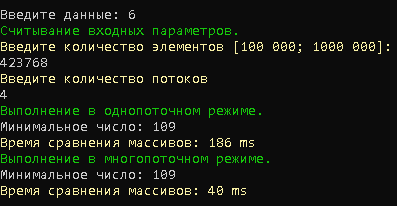 Введите данные: 6
Считывание входных параметров.
Введите количество элементов [100 000; 1000 000]:
423768
Введите количество потоков
4
Выполнение в однопоточном режиме.
Минимальное число: 109
Время сравнения массивов: 186 ms
Выполнение в многопоточном режиме.
Минимальное число: 109
Время сравнения массивов: 40 ms